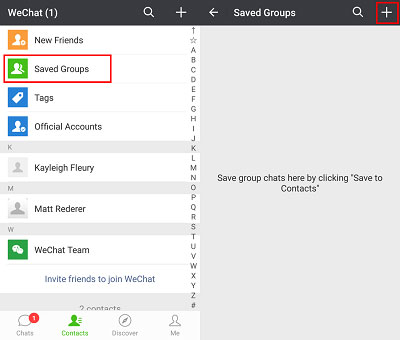 WeChat (1)
New Friends
Saved Groups
Tags
Official Accounts
K
Kayleigh Fleury
M
Matt Rederer
W
WeChat Team
Invite friends to join WeChat
2 contacts
↑
☆
A
B
C
D
E
F
G
H
I
J
K
L
M
N
O
P
Q
R
S
T
U
V
W
X
Y
Z
#
1
Chats
Contacts
Discover
Me
Saved Groups
Save group chats here by clicking "Save to
Contacts"